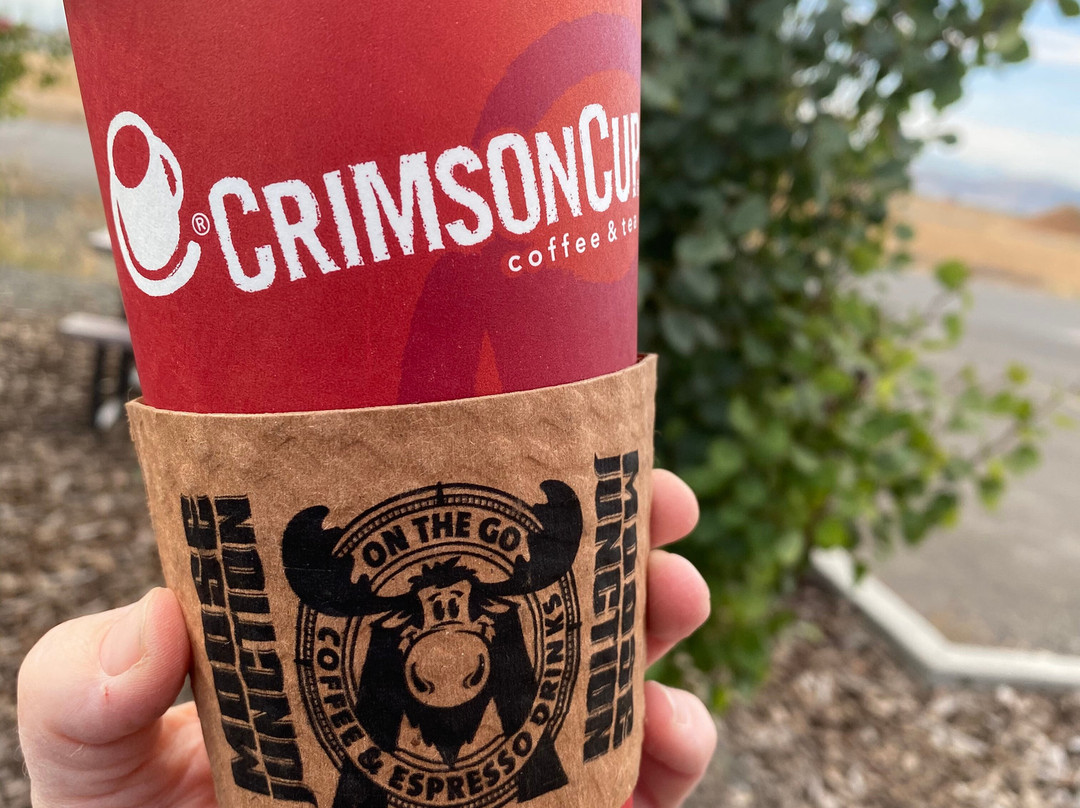 ® CRIMSONCUP
coffee & tea
MOOSE
JUNCTION
ON THE GO
COFFEE & ESPRESSO DRINKS
MOOSE
JUNCTION